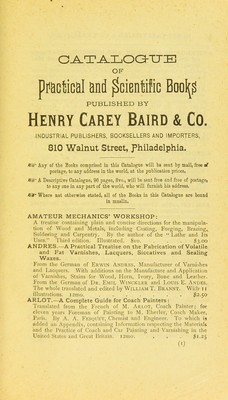 CATALOGUE
OF
Practical and Scientific Books
PUBLISHED BY
HENRY CAREY BAIRD & CO.
INDUSTRIAL PUBLISHERS, BOOKSELLERS AND IMPORTERS,
810 Walnut Street, Philadelphia.
☞ Any of the Books comprised in this Catalogue will be sent by mail, free of
postage, to any address in the world, at the publication prices.
☞ A Descriptive Catalogue, 96 pages, 8vo., will be sent free and free of postage,
to any one in any part of the world, who will furnish his address.
☞ Where not otherwise stated, all of the Books in this Catalogue are bound
in muslin.
AMATEUR MECHANICS' WORKSHOP:
A treatise containing plain and concise directions for the manipula-
tion of Wood and Metals, including Casting, Forging, Brazing,
Soldering and Carpentry. By the author of the "Lathe and Its
Uses." Third edition. Illustrated. 8vo. $3.00
ANDRES.—A Practical Treatise on the Fabrication of Volatile
and Fat Varnishes, Lacquers, Siccatives and Sealing
Waxes.
From the German of ERWIN ANDRES, Manufacturer of Varnishes
and Lacquers. With additions on the Manufacture and Application
of Varnishes, Stains for Wood, Horn, Ivory, Bone and Leather.
From the German of DR. EMIL WINCKLER and LOUIS E. ANDES.
The whole translated and edited by WILLIAM T. BRANNT. With 11
illustrations. 12mo. $2.50
ARLOT.—A Complete Guide for Coach Painters:
Translated from the French of M. ARLOT, Coach Painter; for
eleven years Foreman of Painting to M. Eherler, Coach Maker,
Paris. By A. A. FESQUET, Chemist and Engineer. To which is
added an Appendix, containing Information respecting the Materials
and the Practice of Coach and Car Painting and Varnishing in the
United States and Great Britain. 12mo. $1.25
(1)